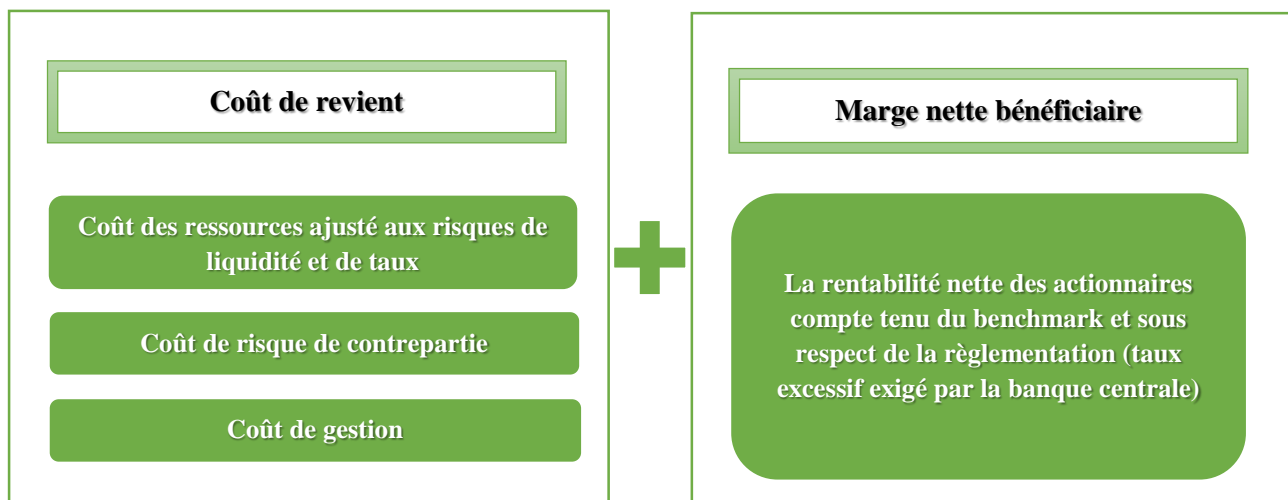 Coût de revient
Coût des ressources ajusté aux risques de
liquidité et de taux
Coût de risque de contrepartie
Coût de gestion
Marge nette bénéficiaire
La rentabilité nette des actionnaires
compte tenu du benchmark et sous
respect de la règlementation (taux
excessif exigé par la banque centrale)